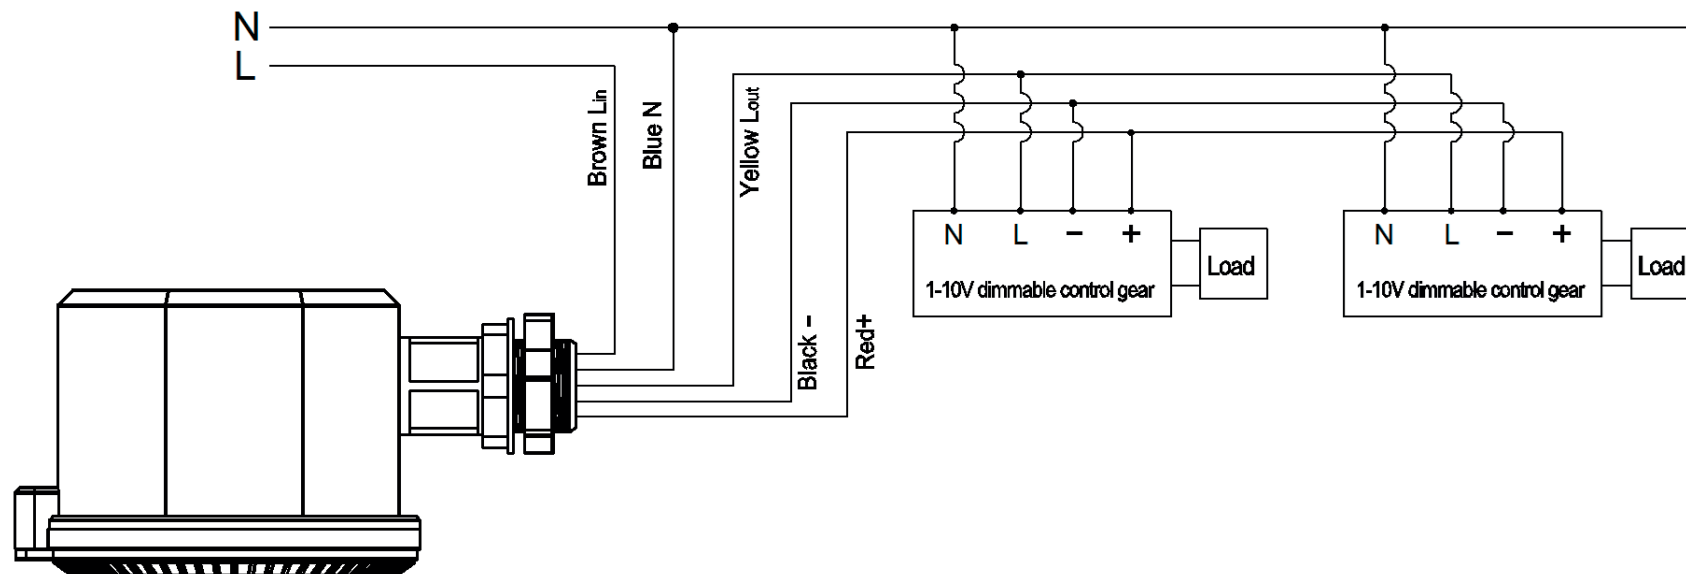 N
L
Brown Lin
Blue N
Yellow Lout
Black -
Red+
N L - +
1-10V dimmable control gear
Load
N L - +
1-10V dimmable control gear
Load